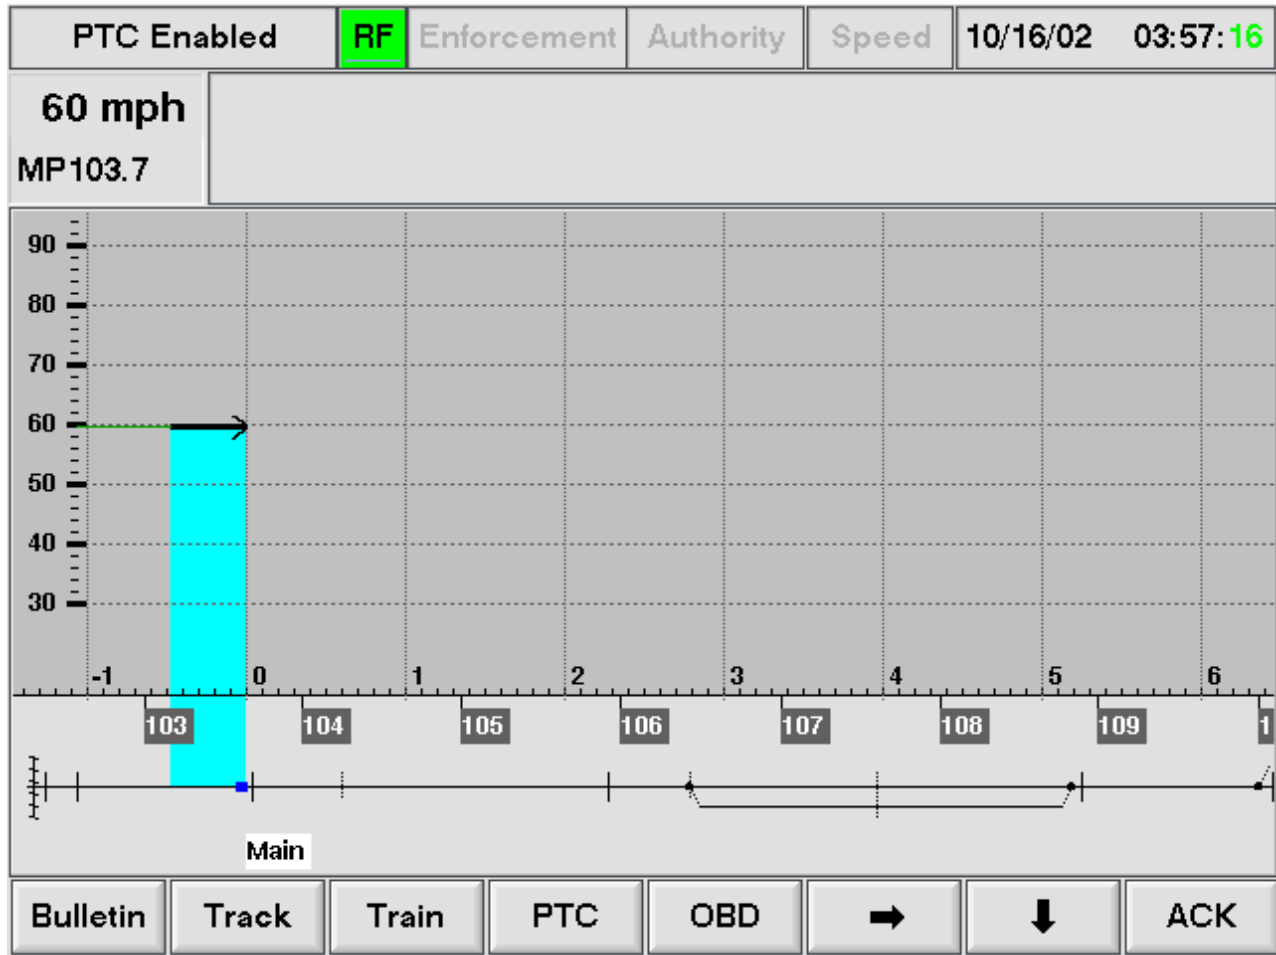 PTC Enabled RF Enforcement Authority Speed 10/16/02 03:57:16
60 mph
MP103.7
90
80
70
60
50
40
30
-1 0 1 2 3 4 5 6
103 104 105 106 107 108 109 1
Main
Bulletin Track Train PTC OBD ➡ ⬇ ACK